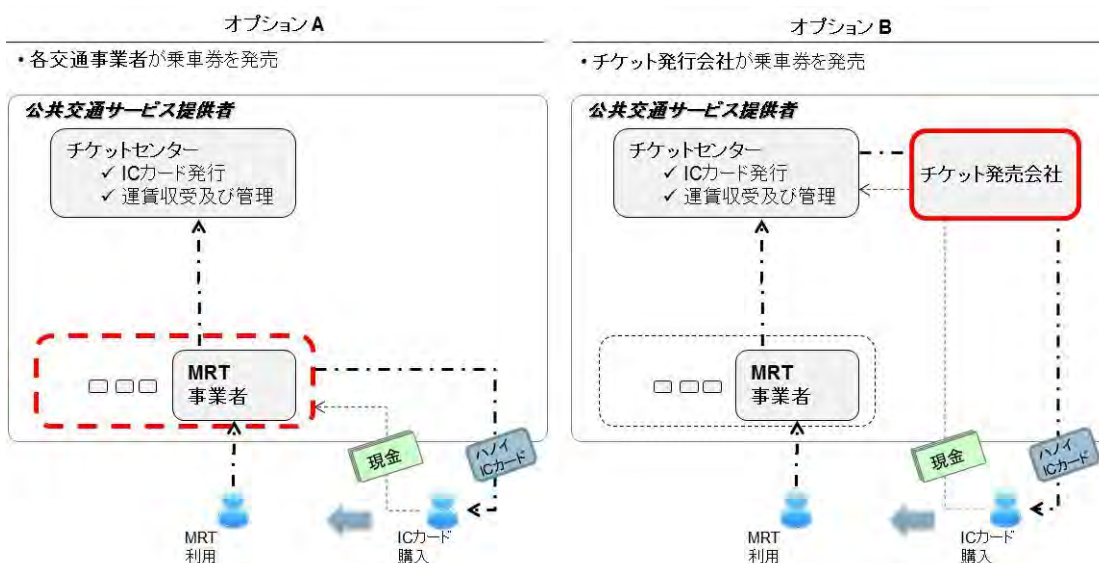 オプション A
・各交通事業者が乗車券を発売
公共交通サービス提供者
チケットセンター
✓ ICカード発行
✓ 運賃収受及び管理
MRT
事業者
現金
ハノイ
ICカード
MRT
利用
ICカード
購入
オプション B
・チケット発行会社が乗車券を発売
公共交通サービス提供者
チケットセンター
✓ ICカード発行
✓ 運賃収受及び管理
チケット発売会社
MRT
事業者
現金
ハノイ
ICカード
MRT
利用
ICカード
購入